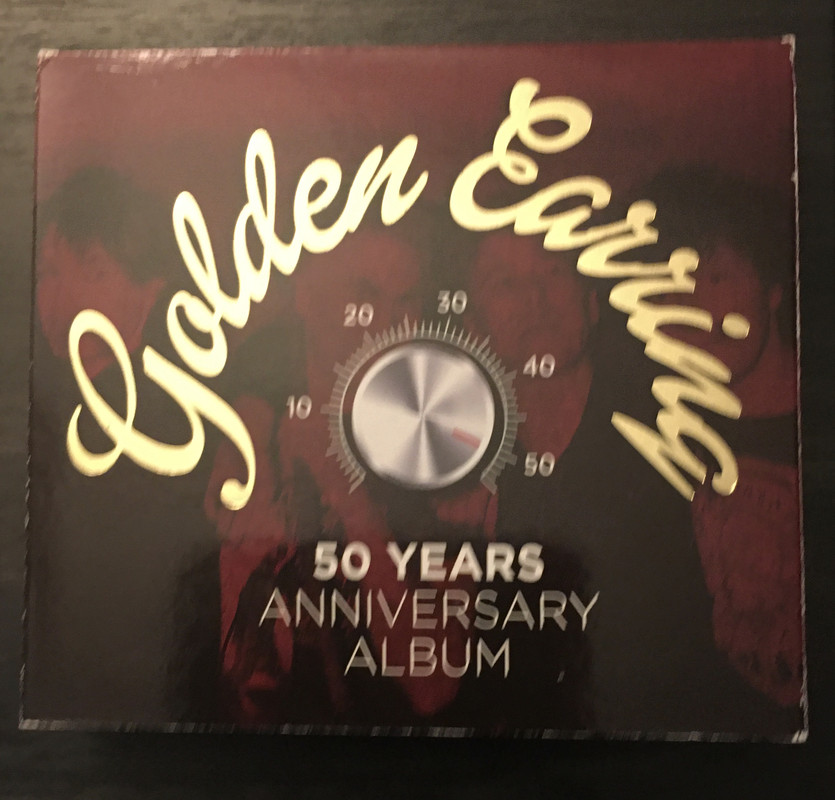 Golden Earring
10 20 30 40 50
50 YEARS
ANNIVERSARY
ALBUM